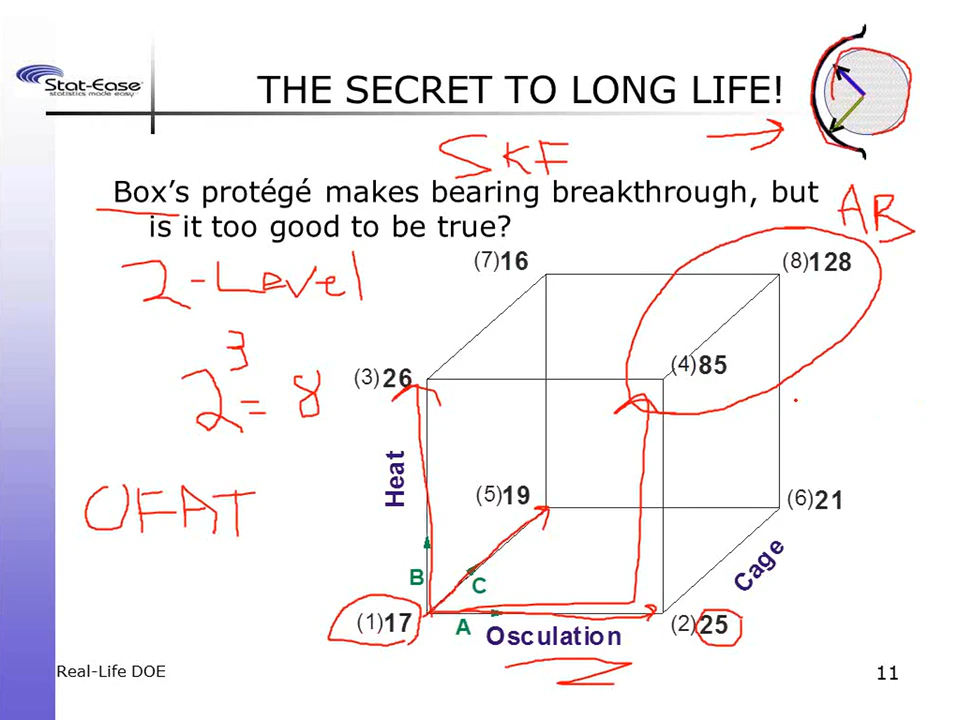 Stat-Ease
statistics made easy
THE SECRET TO LONG LIFE!
SKF
Box's protégé makes bearing breakthrough, but
is it too good to be true?
AB
2-Level
2^3 = 8
OFAT
(7)16
(8)128
(3)26
(4)85
Heat
(5)19
(6)21
B
C
Cage
(1)17
A
Osculation
(2)25
Real-Life DOE
11